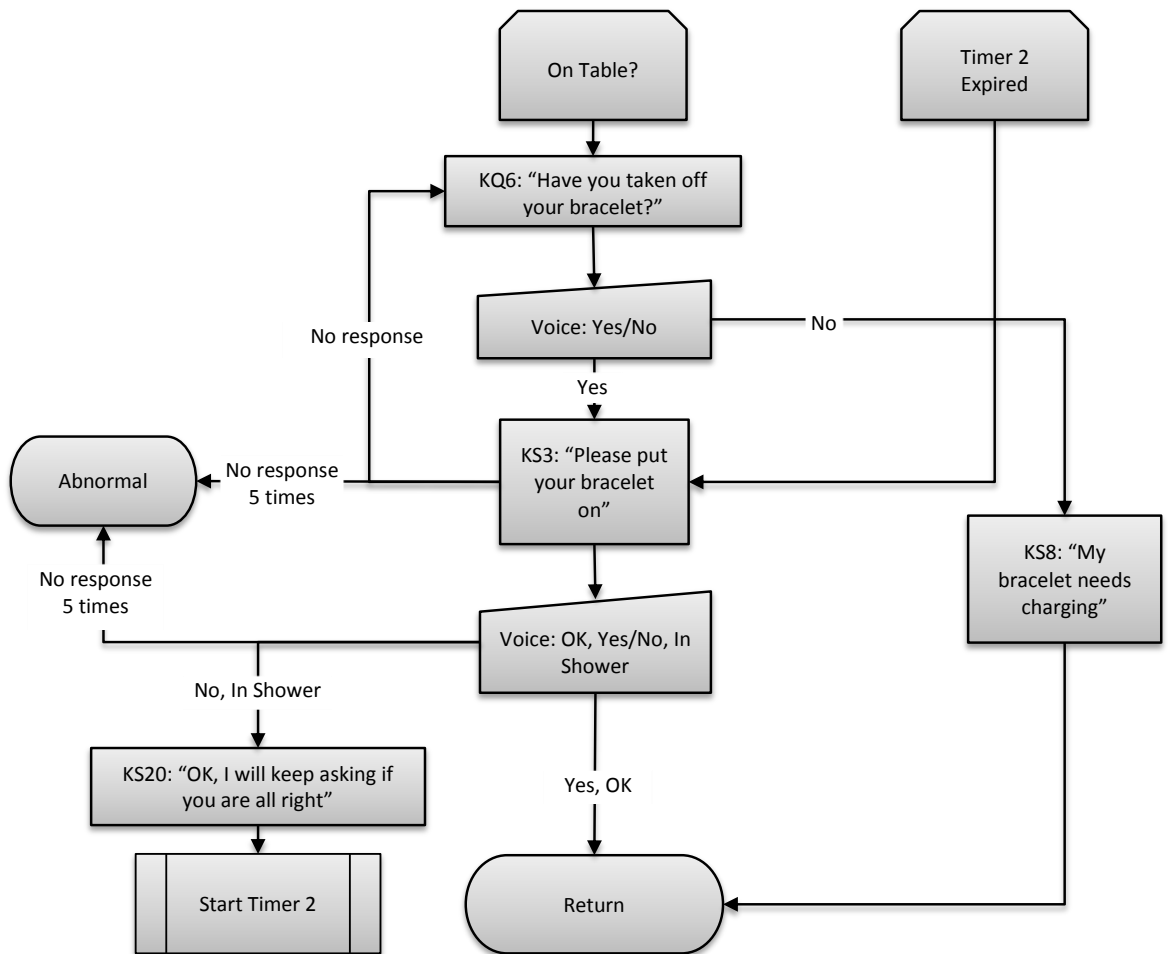 On Table?
Timer 2
Expired
KQ6: “Have you taken off
your bracelet?”
Voice: Yes/No
No
No response
Yes
KS3: “Please put
your bracelet
on”
Abnormal
No response
5 times
KS8: “My
bracelet needs
charging”
No response
5 times
Voice: OK, Yes/No, In
Shower
No, In Shower
KS20: “OK, I will keep asking if
you are all right”
Yes, OK
Start Timer 2
Return